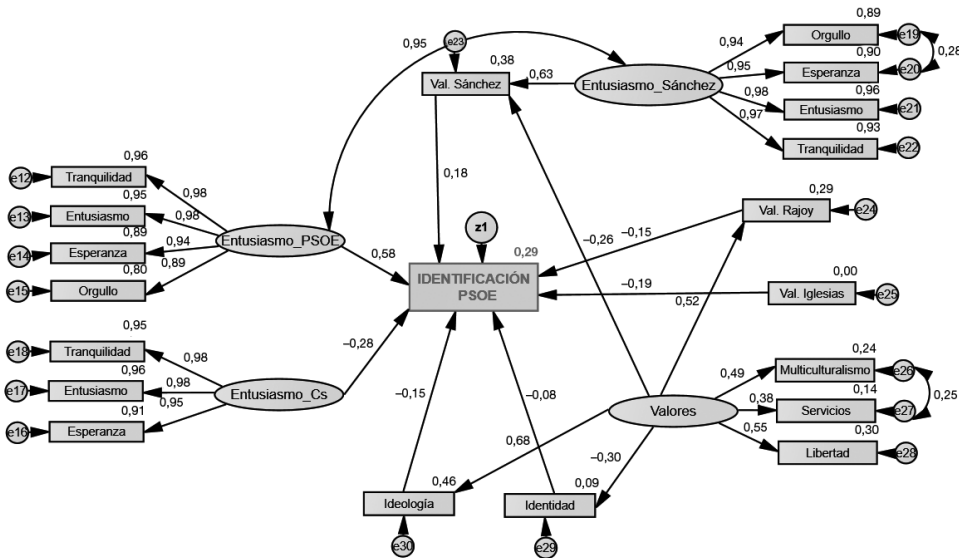 0,95
e23
0,38
Val. Sánchez
0,63
Entusiasmo_Sánchez
0,94
0,95
0,98
0,97
0,89
Orgullo
e19
0,90
Esperanza
e20
0,28
0,96
Entusiasmo
e21
0,93
Tranquilidad
e22
e12
0,96
Tranquilidad
0,98
e13
0,95
Entusiasmo
0,98
e14
0,89
Esperanza
0,94
e15
0,80
Orgullo
0,89
Entusiasmo_PSOE
0,58
0,18
z1
0,29
IDENTIFICACIÓN
PSOE
–0,26
–0,15
0,29
Val. Rajoy
e24
–0,19
0,52
0,00
Val. Iglesias
e25
e18
0,95
Tranquilidad
0,98
e17
0,96
Entusiasmo
0,98
e16
0,91
Esperanza
0,95
Entusiasmo_Cs
–0,28
–0,15
–0,08
Valores
0,49
0,38
0,55
0,24
Multiculturalismo
e26
0,14
Servicios
e27
0,25
0,30
Libertad
e28
0,68
–0,30
0,46
Ideología
e30
0,09
Identidad
e29